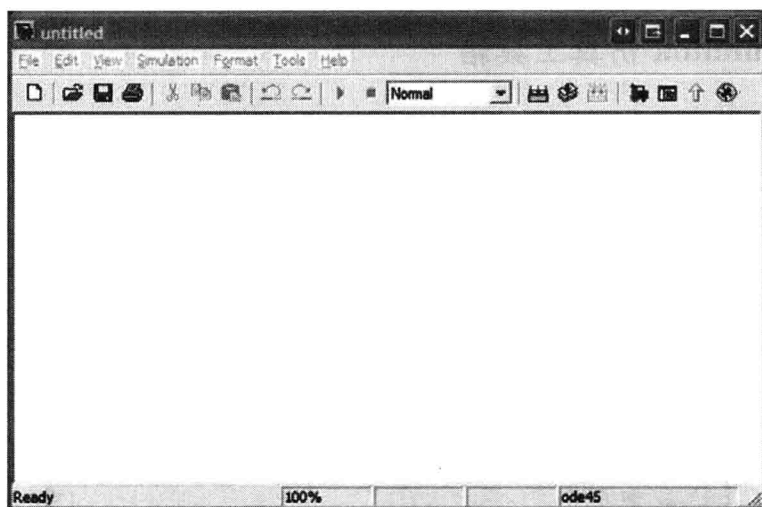 untitled
File Edit View Simulation Format Tools Help
Normal
Ready 100% ode45